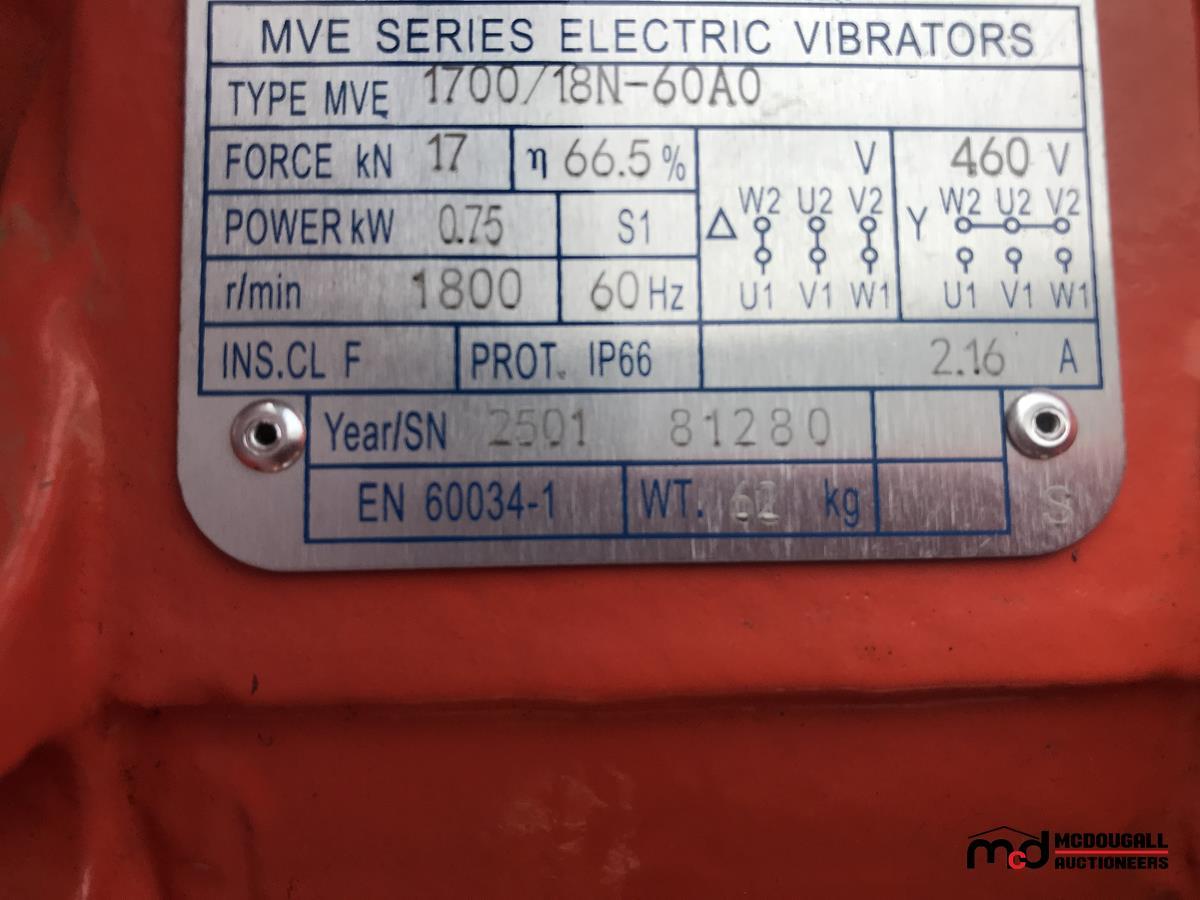 MVE SERIES ELECTRIC VIBRATORS
TYPE MVE 1700/18N-60A0
FORCE kN 17 η 66.5 % V 460 V
W2 U2 V2 W2 U2 V2
POWER kW 0.75 S1 Δ Y
r/min 1800 60 Hz U1 V1 W1 U1 V1 W1
INS.CL F PROT. IP66 2.16 A
Year/SN 2501 81280
EN 60034-1 WT. 62 kg S
mcd MCDOUGALL
AUCTIONEERS